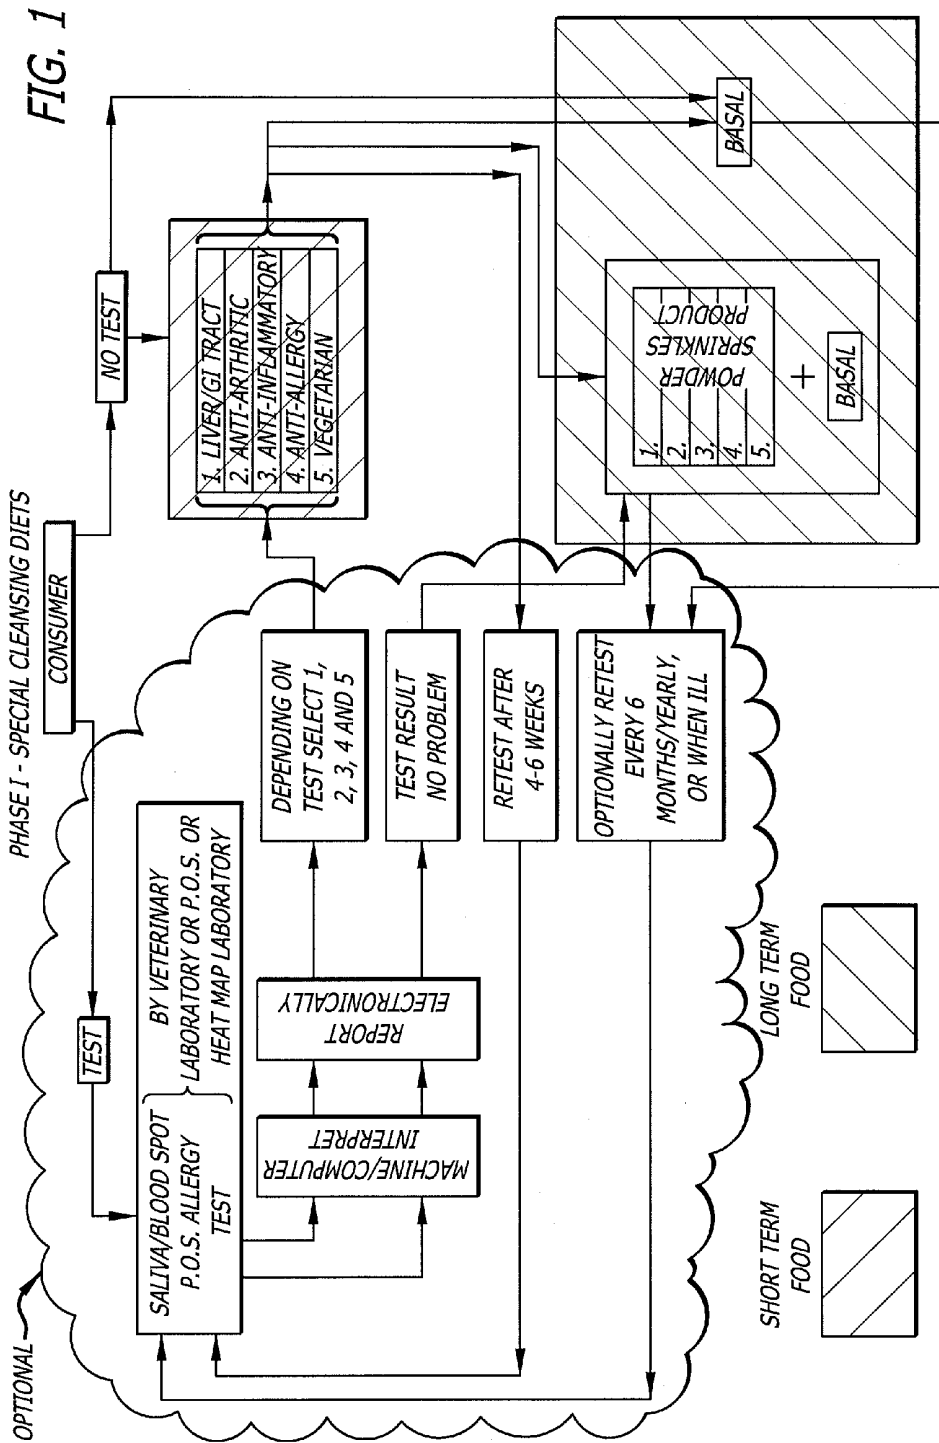 FIG. 1
PHASE I - SPECIAL CLEANSING DIETS
OPTIONAL
CONSUMER
TEST
NO TEST
SALIVA/BLOOD SPOT
P.O.S. ALLERGY
TEST
BY VETERINARY
LABORATORY OR P.O.S. OR
HEAT MAP LABORATORY
MACHINE/COMPUTER
INTERPRET
REPORT
ELECTRONICALLY
DEPENDING ON
TEST SELECT 1,
2, 3, 4 AND 5
TEST RESULT
NO PROBLEM
RETEST AFTER
4-6 WEEKS
OPTIONALLY RETEST
EVERY 6
MONTHS/YEARLY,
OR WHEN ILL
1. LIVER/GI TRACT
2. ANTI-ARTHRITIC
3. ANTI-INFLAMMATORY
4. ANTI-ALLERGY
5. VEGETARIAN
1.
2.
3.
4.
5.
POWDER
SPRINKLES
PRODUCT
+
BASAL
BASAL
SHORT TERM
FOOD
LONG TERM
FOOD